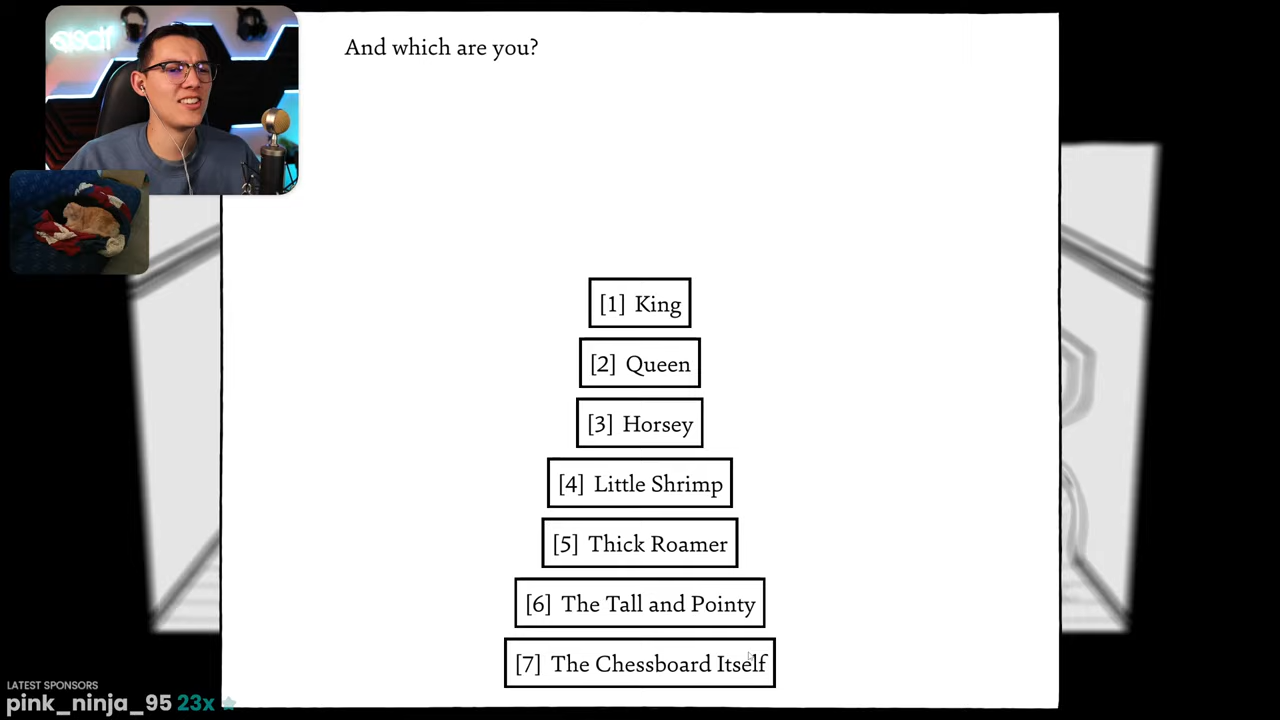 And which are you?
[1] King
[2] Queen
[3] Horsey
[4] Little Shrimp
[5] Thick Roamer
[6] The Tall and Pointy
[7] The Chessboard Itself
LATEST SPONSORS
pink_ninja_95 23x